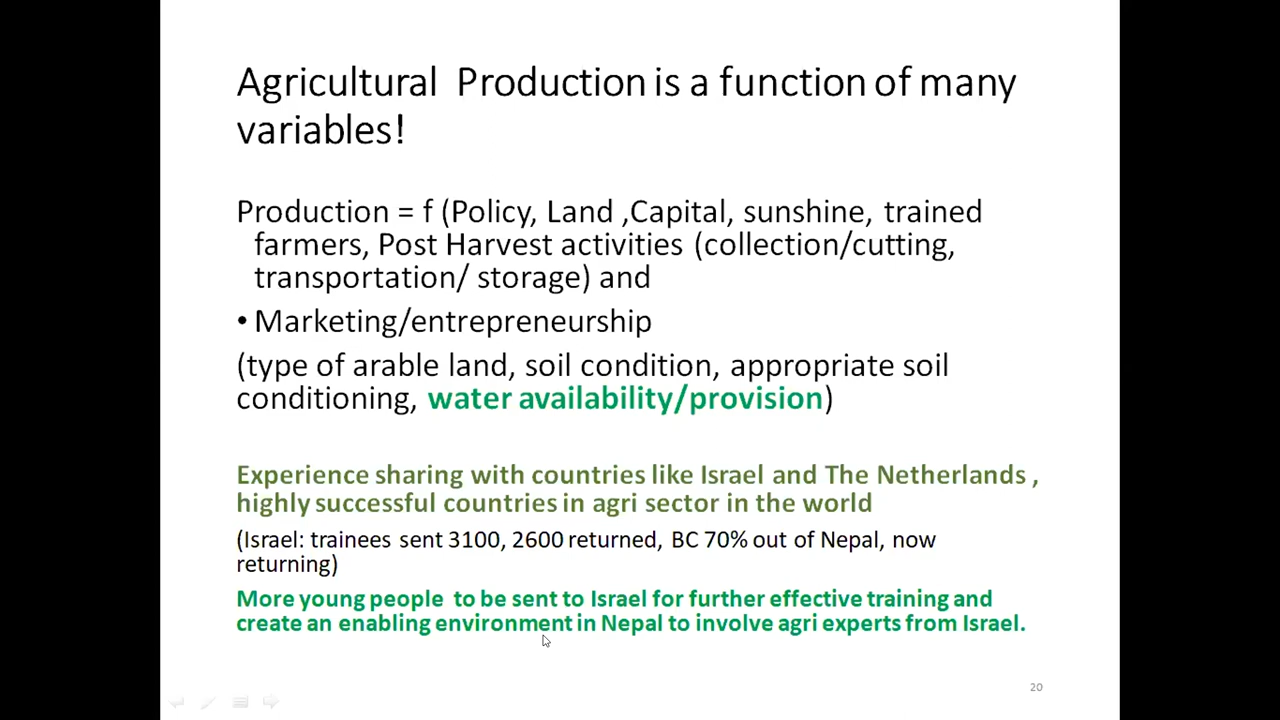 Agricultural Production is a function of many
variables!
Production = f (Policy, Land ,Capital, sunshine, trained
farmers, Post Harvest activities (collection/cutting,
transportation/ storage) and
• Marketing/entrepreneurship
(type of arable land, soil condition, appropriate soil
conditioning, water availability/provision)
Experience sharing with countries like Israel and The Netherlands ,
highly successful countries in agri sector in the world
(Israel: trainees sent 3100, 2600 returned, BC 70% out of Nepal, now
returning)
More young people to be sent to Israel for further effective training and
create an enabling environment in Nepal to involve agri experts from Israel.
20